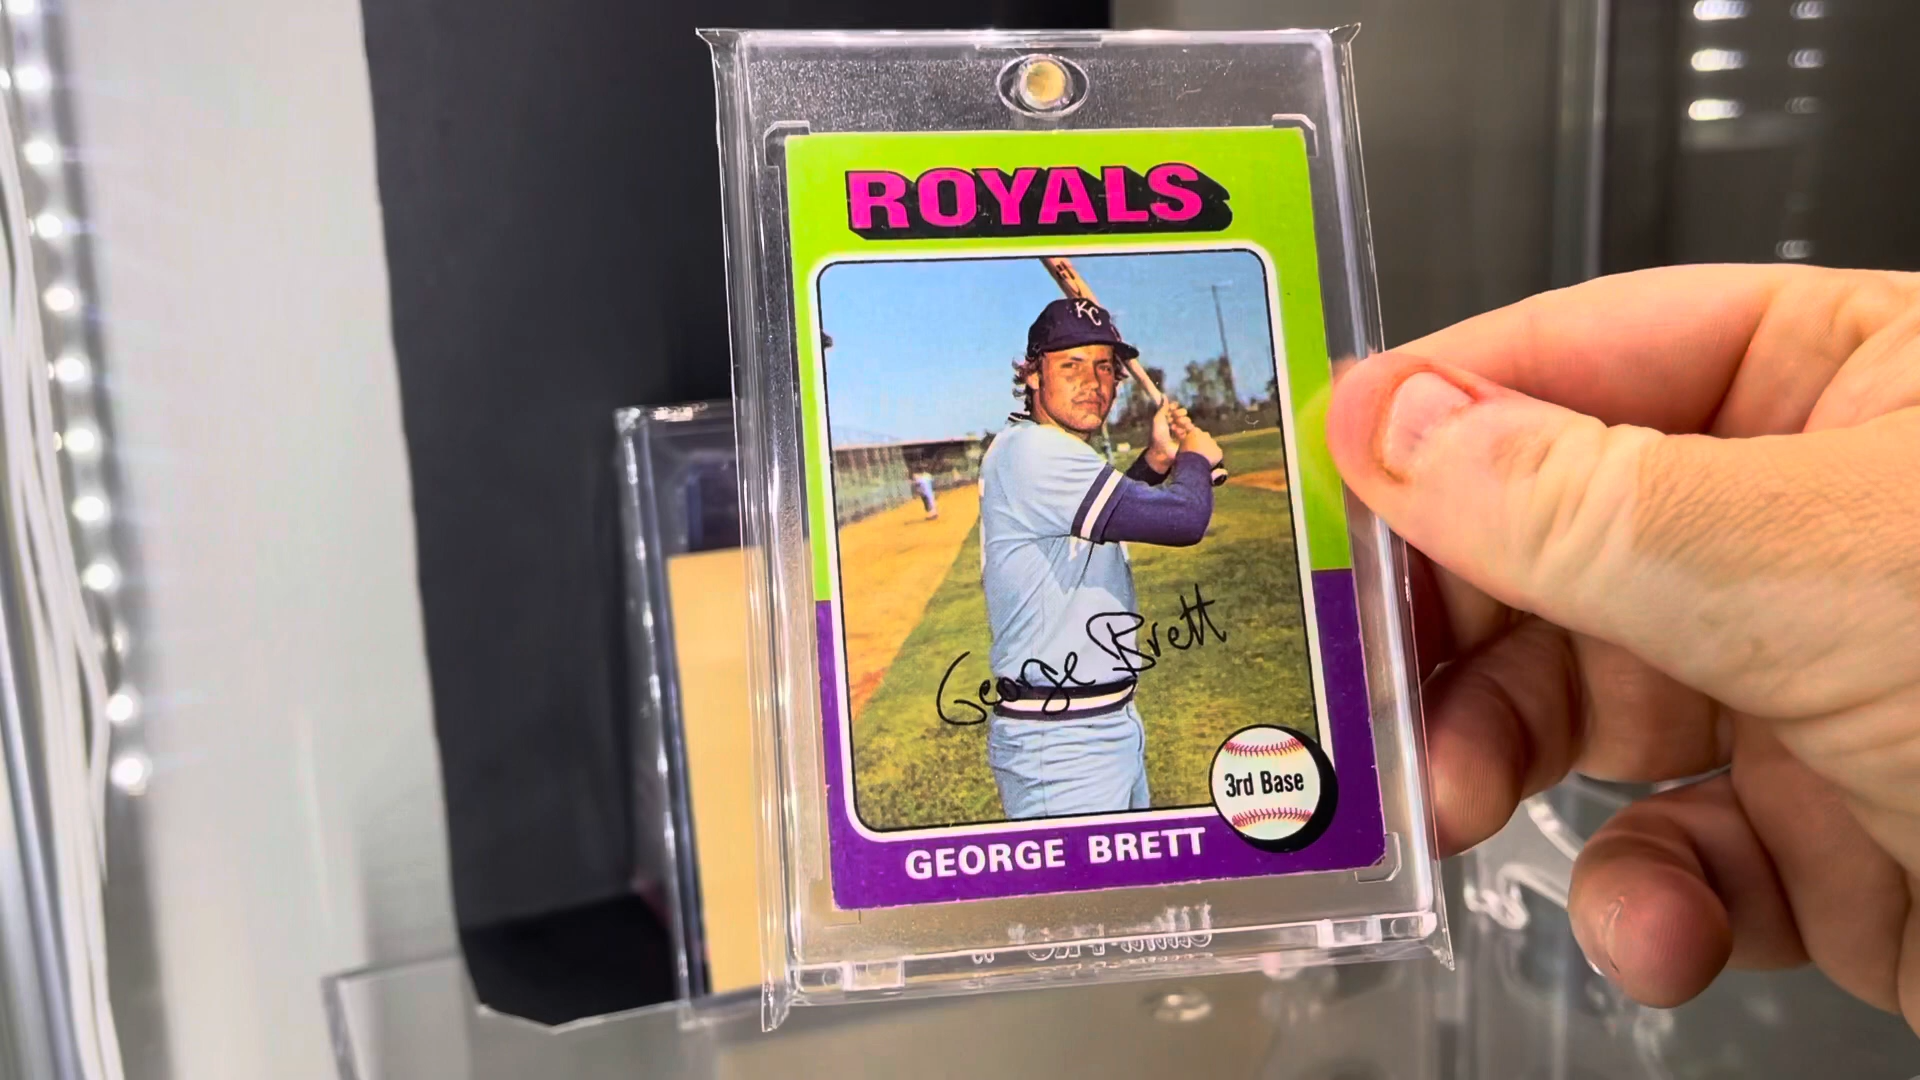 ROYALS
KC
George Brett
3rd Base
GEORGE BRETT